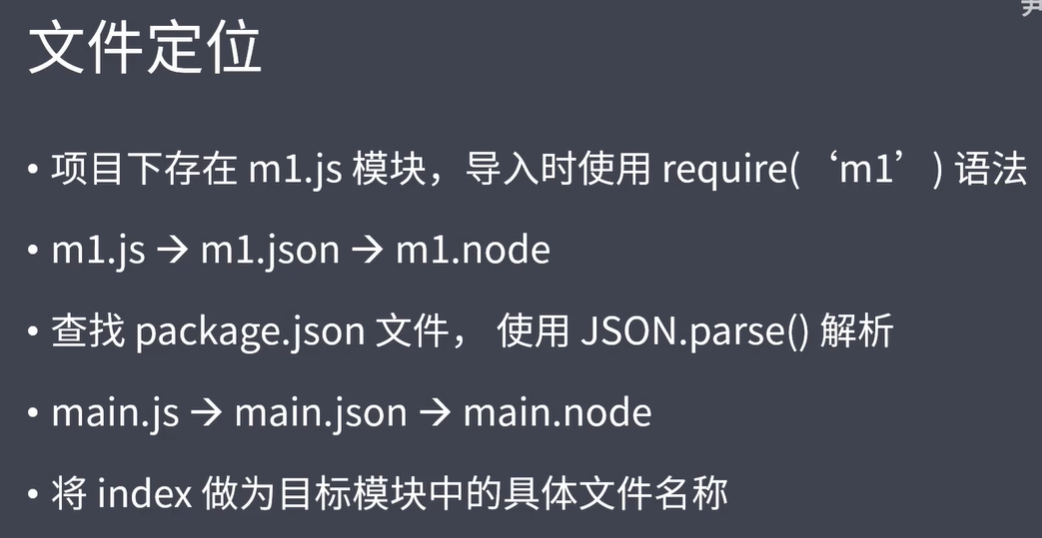 文件定位
• 项目下存在 m1.js 模块，导入时使用 require(‘m1’) 语法
• m1.js → m1.json → m1.node
• 查找 package.json 文件， 使用 JSON.parse() 解析
• main.js → main.json → main.node
• 将 index 做为目标模块中的具体文件名称